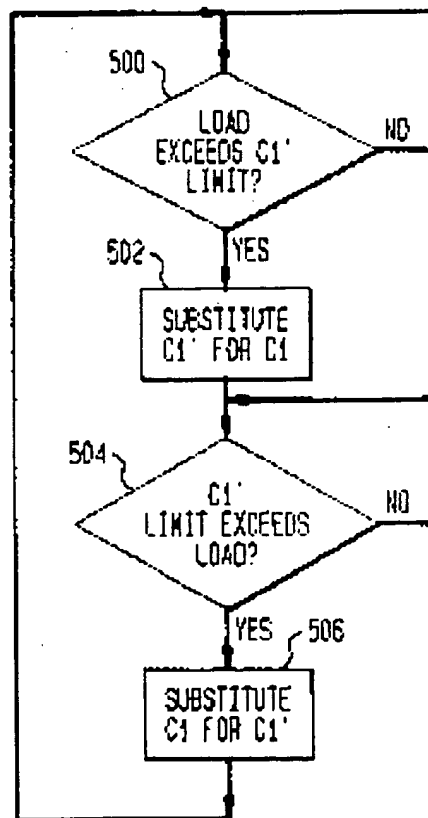 500
LOAD
EXCEEDS C1'
LIMIT?
NO
YES
502
SUBSTITUTE
C1' FOR C1
504
C1'
LIMIT EXCEEDS
LOAD?
NO
YES
506
SUBSTITUTE
C1 FOR C1'